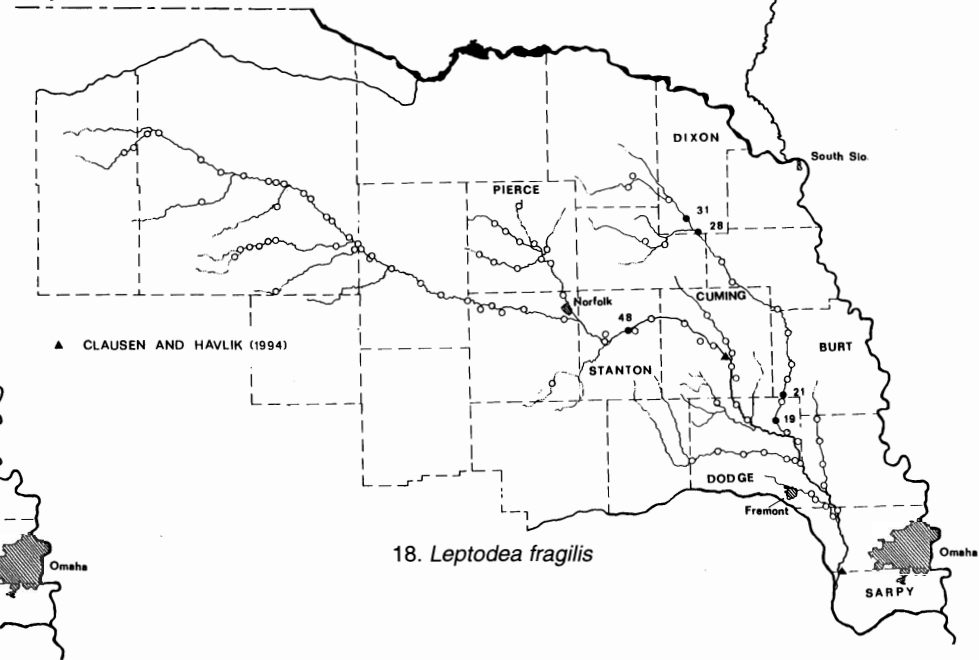 DIXON
South Sio.
PIERCE
31
28
CUMING
Norfolk
48
▲ CLAUSEN AND HAVLIK (1994)
STANTON
BURT
21
19
DODGE
Fremont
18. Leptodea fragilis
Omaha
Omaha
SARPY